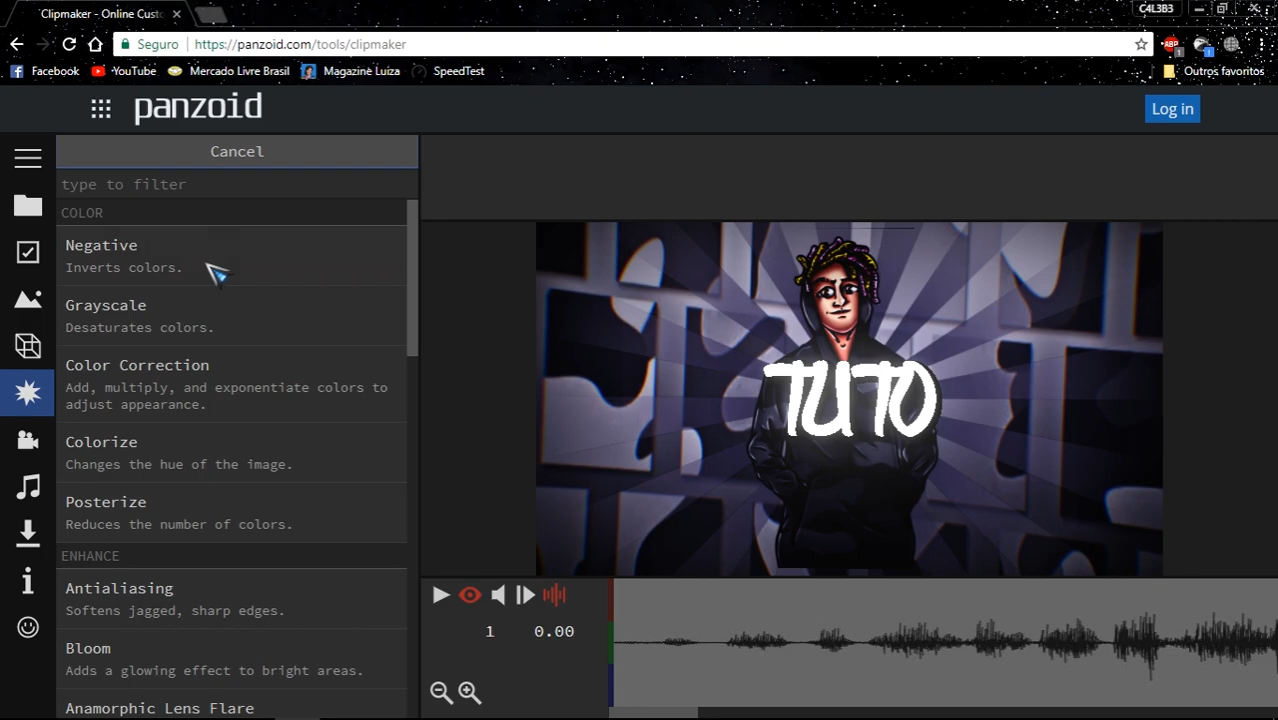 Clipmaker - Online Custo
C4L3B3
Seguro
https://panzoid.com/tools/clipmaker
ABP
1
Facebook
YouTube
Mercado Livre Brasil
Magazine Luiza
SpeedTest
Outros favoritos
panzoid
Log in
Cancel
type to filter
COLOR
Negative
Inverts colors.
Grayscale
Desaturates colors.
Color Correction
Add, multiply, and exponentiate colors to
adjust appearance.
Colorize
Changes the hue of the image.
Posterize
Reduces the number of colors.
ENHANCE
Antialiasing
Softens jagged, sharp edges.
Bloom
Adds a glowing effect to bright areas.
Anamorphic Lens Flare
TUTO
1 0.00